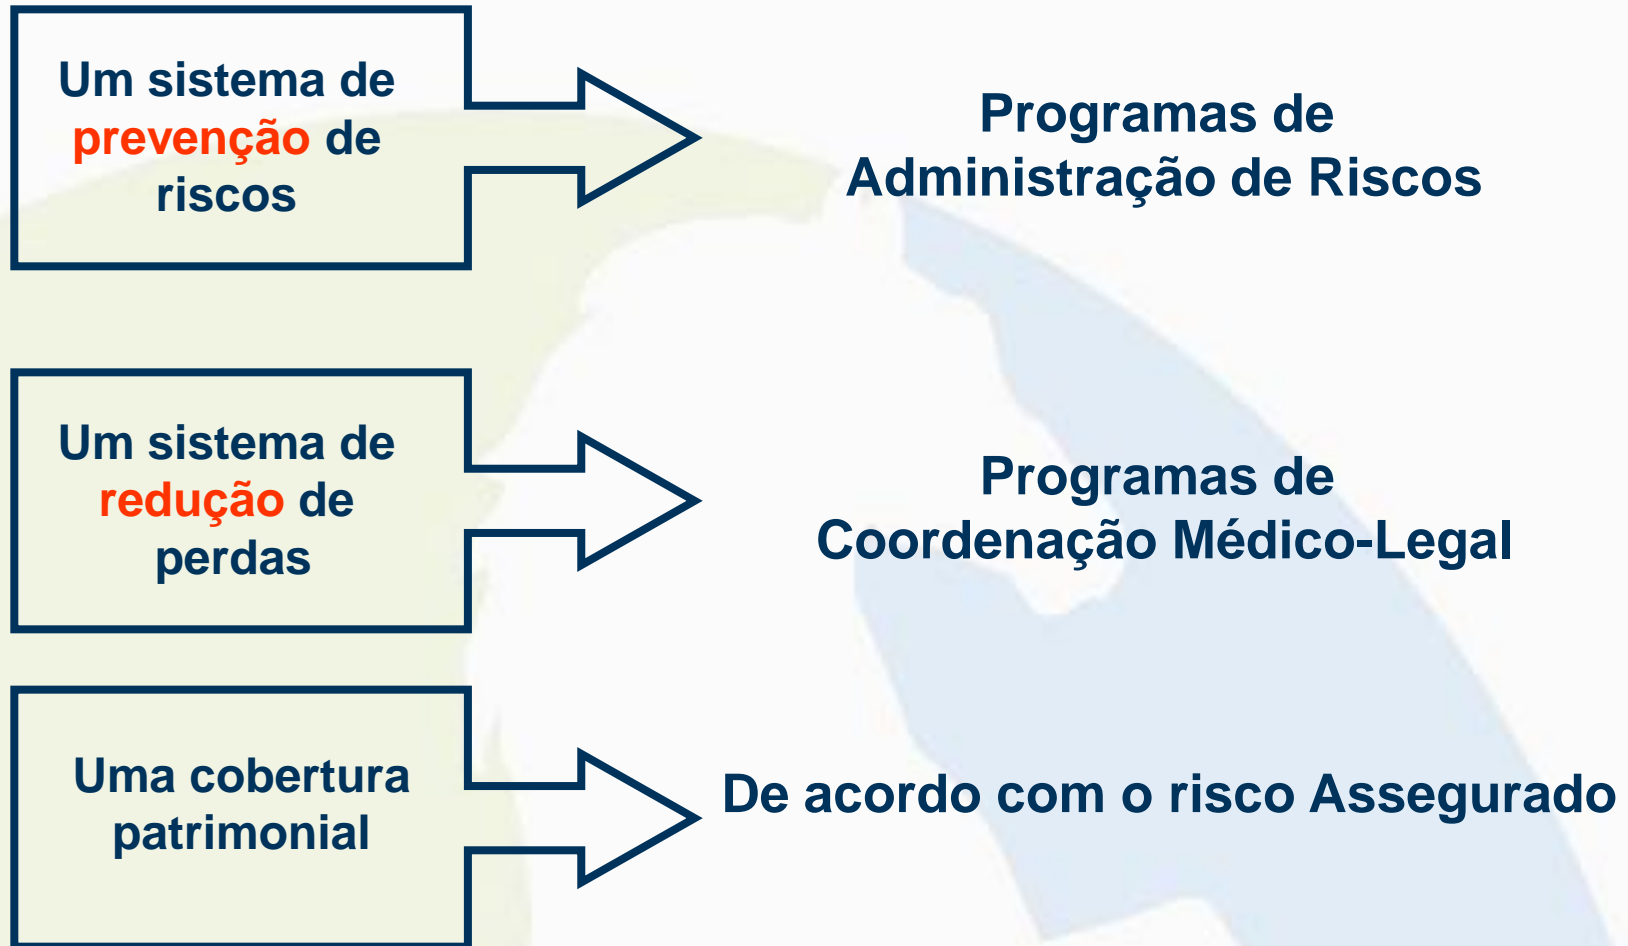 Um sistema de
prevenção de
riscos
Programas de
Administração de Riscos
Um sistema de
redução de
perdas
Programas de
Coordenação Médico-Legal
Uma cobertura
patrimonial
De acordo com o risco Assegurado